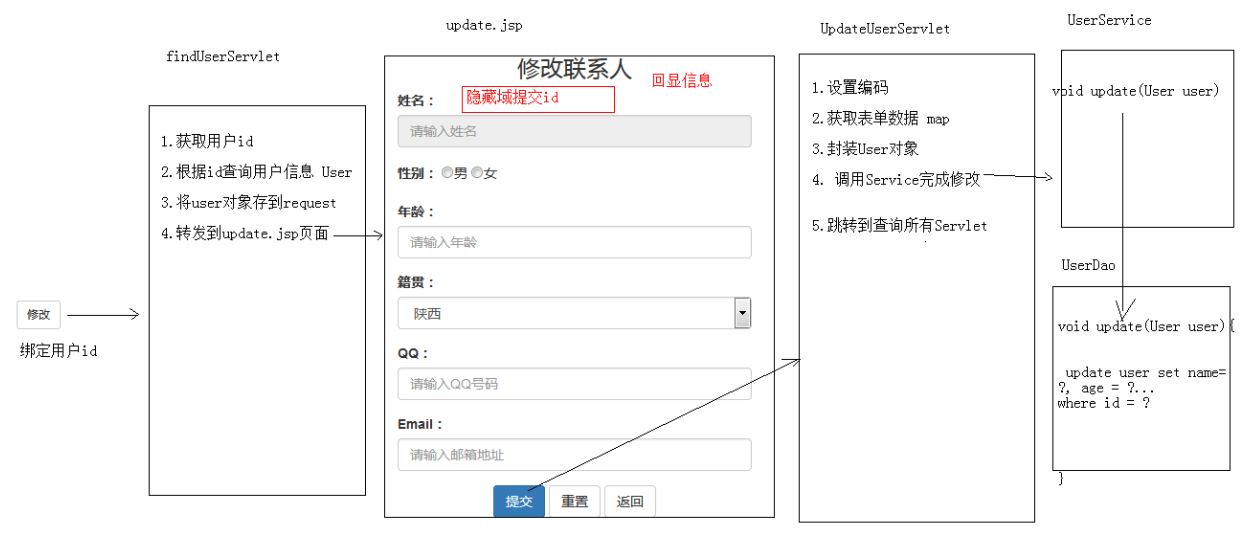 修改
绑定用户id
findUserServlet
1.获取用户id
2.根据id查询用户信息 User
3.将user对象存到request
4.转发到update.jsp页面
update.jsp
修改联系人
回显信息
姓名：
隐藏域提交id
请输入姓名
性别：男 女
年龄：
请输入年龄
籍贯：
陕西
QQ：
请输入QQ号码
Email：
请输入邮箱地址
提交 重置 返回
UpdateUserServlet
1.设置编码
2.获取表单数据 map
3.封装User对象
4. 调用Service完成修改
5.跳转到查询所有Servlet
UserService
void update(User user)
UserDao
void update(User user){
update user set name=
?, age = ?...
where id = ?
}